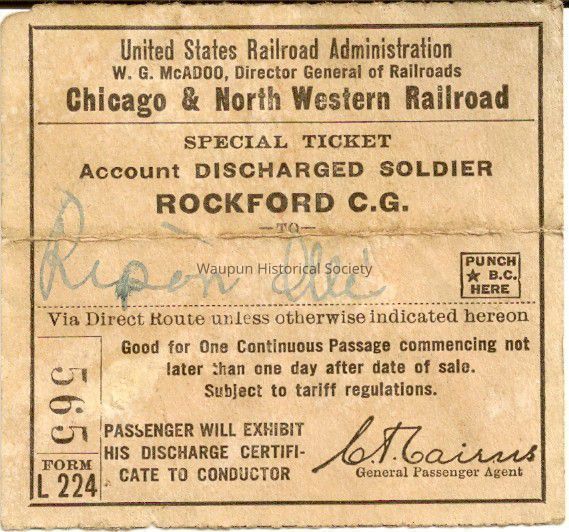 United States Railroad Administration
W. G. McADOO, Director General of Railroads
Chicago & North Western Railroad
SPECIAL TICKET
Account DISCHARGED SOLDIER
ROCKFORD C.G.
—TO—
Ripon
Waupun Historical Society
PUNCH
★ B.C.
HERE
Via Direct Route unless otherwise indicated hereon
Good for One Continuous Passage commencing not
later than one day after date of sale.
Subject to tariff regulations.
565
PASSENGER WILL EXHIBIT
HIS DISCHARGE CERTIFI-
CATE TO CONDUCTOR
C.A. Cairns
General Passenger Agent
FORM
L 224